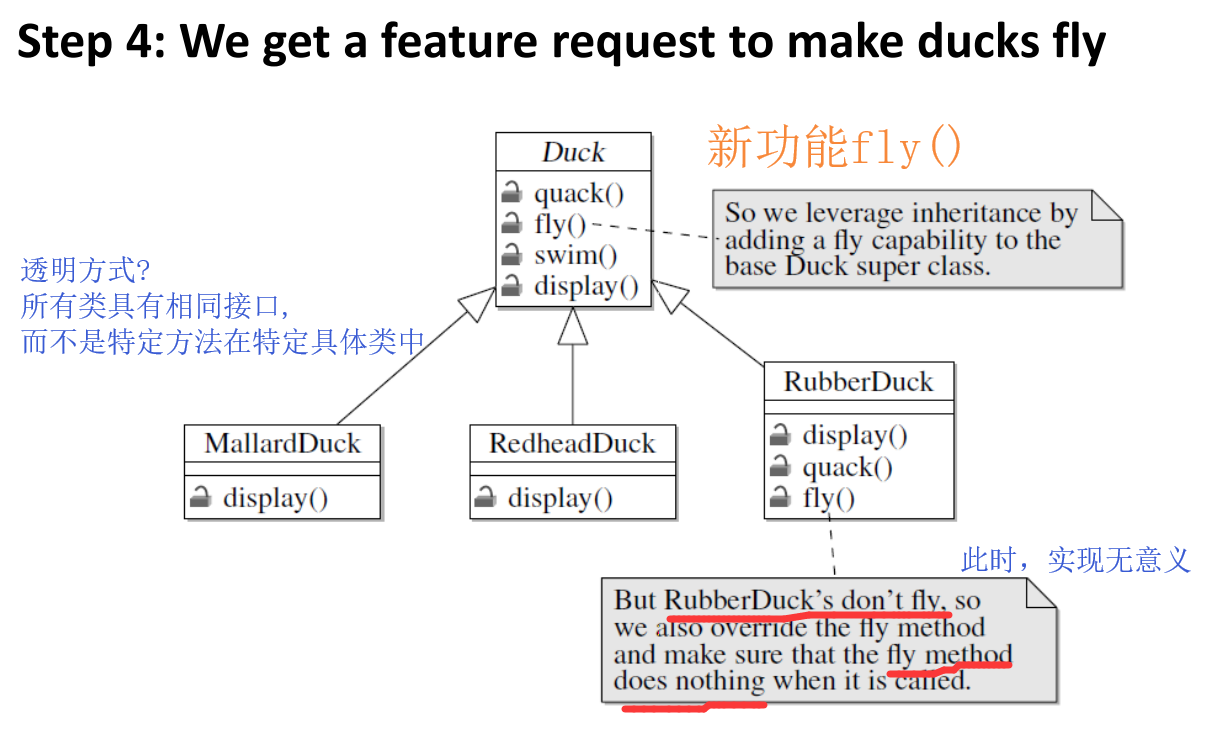 Step 4: We get a feature request to make ducks fly
新功能fly()
Duck
quack()
fly()
swim()
display()
So we leverage inheritance by
adding a fly capability to the
base Duck super class.
透明方式?
所有类具有相同接口,
而不是特定方法在特定具体类中
MallardDuck
display()
RedheadDuck
display()
RubberDuck
display()
quack()
fly()
此时，实现无意义
But RubberDuck’s don’t fly, so
we also override the fly method
and make sure that the fly method
does nothing when it is called.